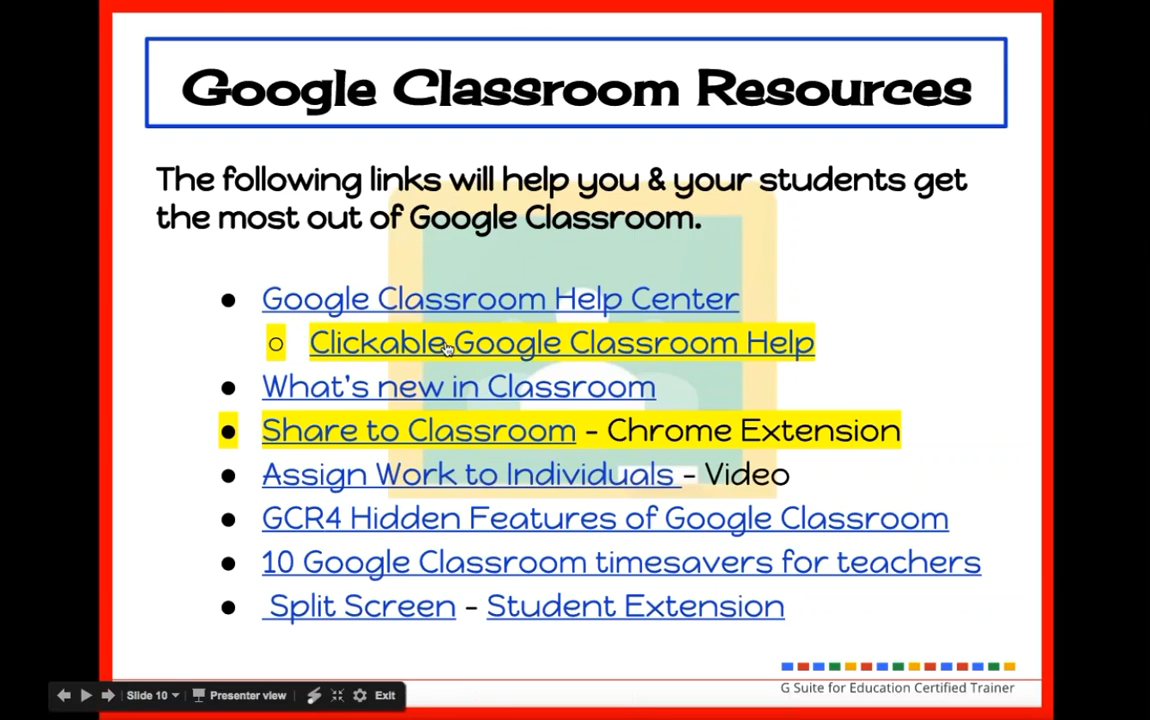 Google Classroom Resources
The following links will help you & your students get
the most out of Google Classroom.
● Google Classroom Help Center
○ Clickable Google Classroom Help
● What's new in Classroom
● Share to Classroom - Chrome Extension
● Assign Work to Individuals - Video
● GCR4 Hidden Features of Google Classroom
● 10 Google Classroom timesavers for teachers
● Split Screen - Student Extension
G Suite for Education Certified Trainer
Slide 10 Presenter view Exit